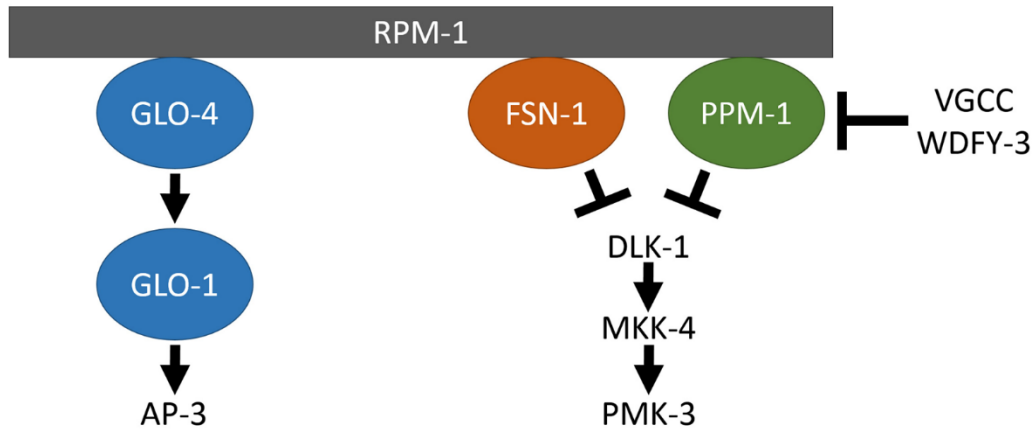 RPM-1
GLO-4
FSN-1
PPM-1
VGCC
WDFY-3
GLO-1
DLK-1
MKK-4
AP-3
PMK-3